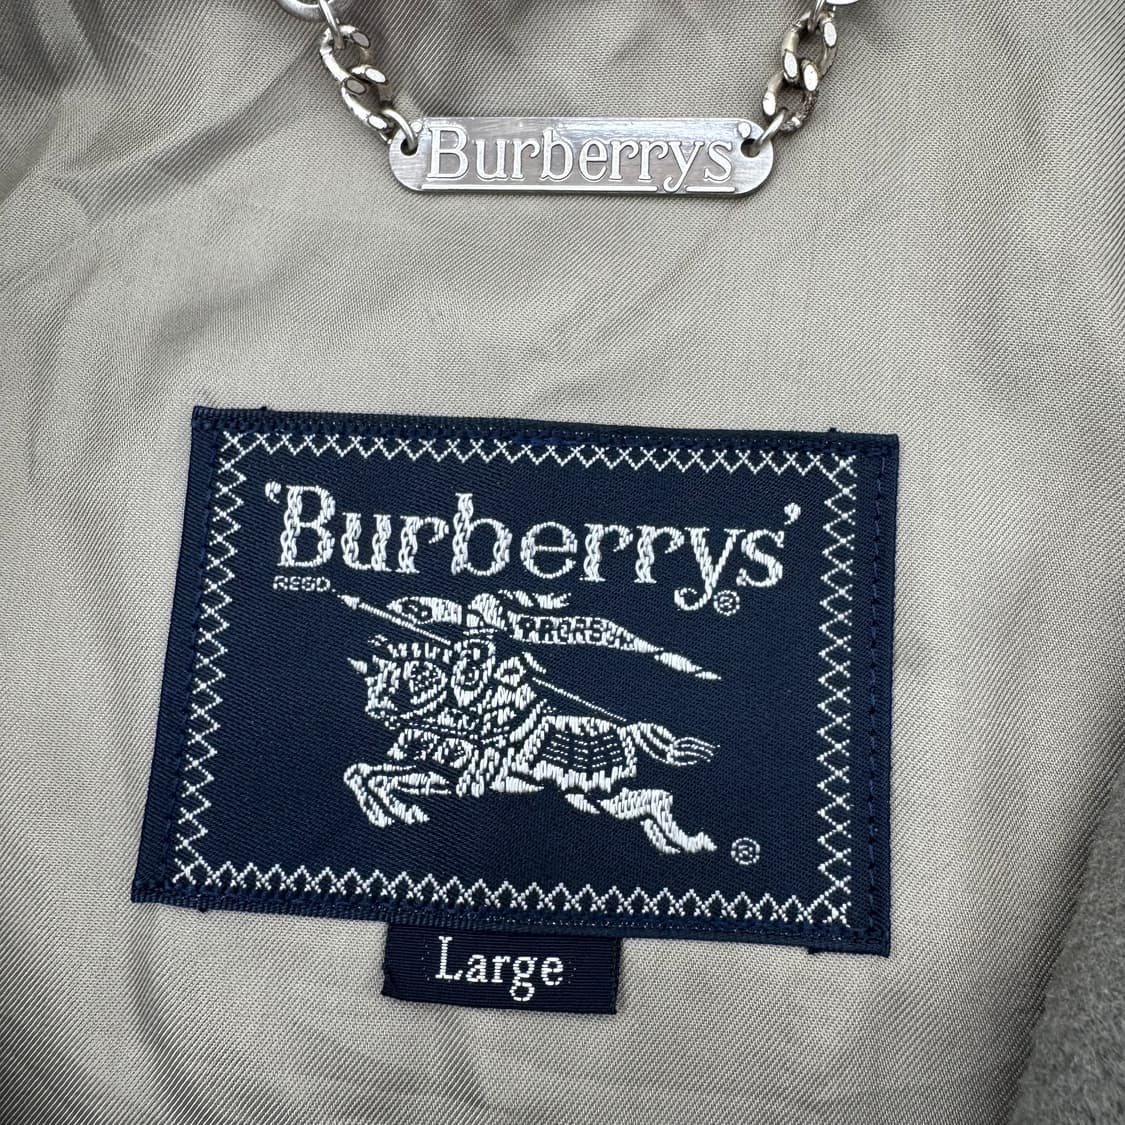 Burberrys
'Burberrys'
REGD. ®
PRORSUM
®
Large